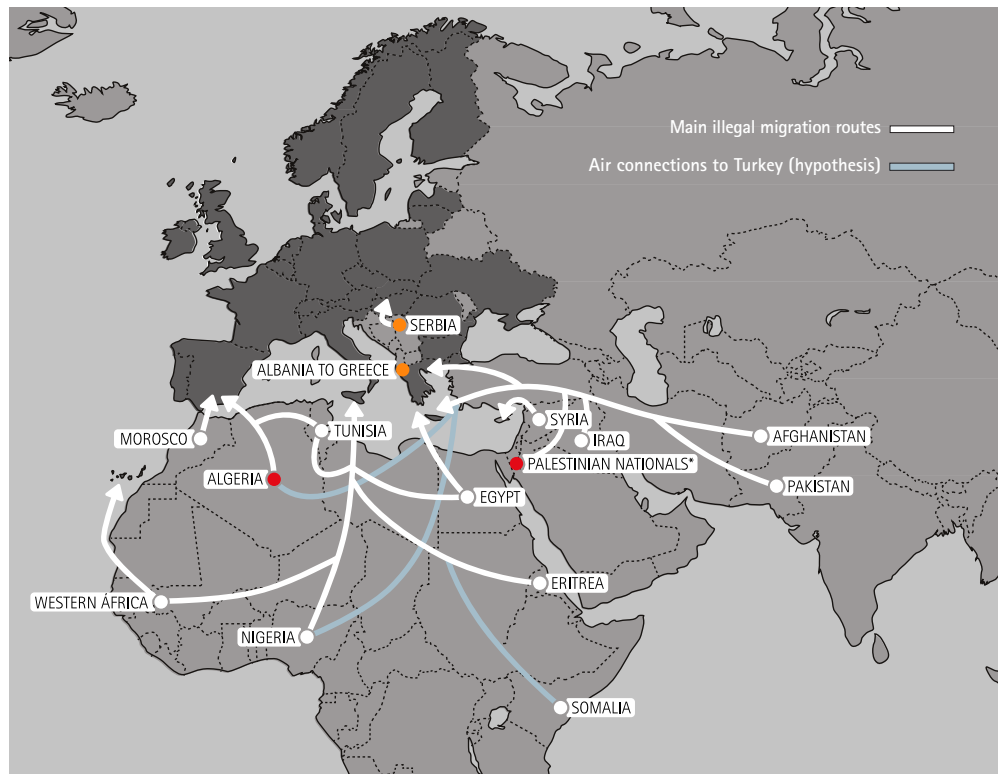 Main illegal migration routes
Air connections to Turkey (hypothesis)
SERBIA
ALBANIA TO GREECE
MOROSCO
TUNISIA
SYRIA
IRAQ
AFGHANISTAN
ALGERIA
PALESTINIAN NATIONALS*
PAKISTAN
EGYPT
ERITREA
WESTERN ÁFRICA
NIGERIA
SOMALIA